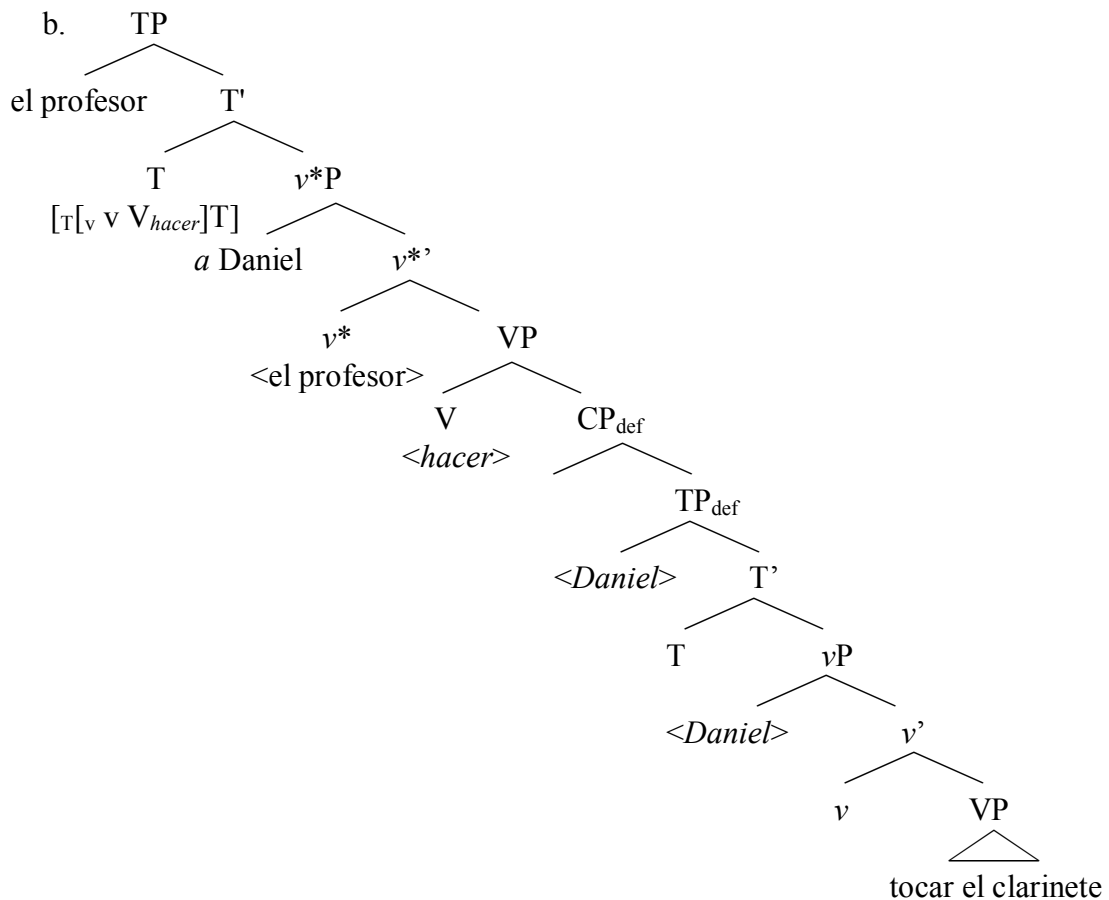 b. TP
el profesor T'
T v*P
[T[v v Vhacer]T]
a Daniel v*’
v* VP
<el profesor>
V CPdef
<hacer>
TPdef
<Daniel> T’
T vP
<Daniel> v’
v VP
tocar el clarinete